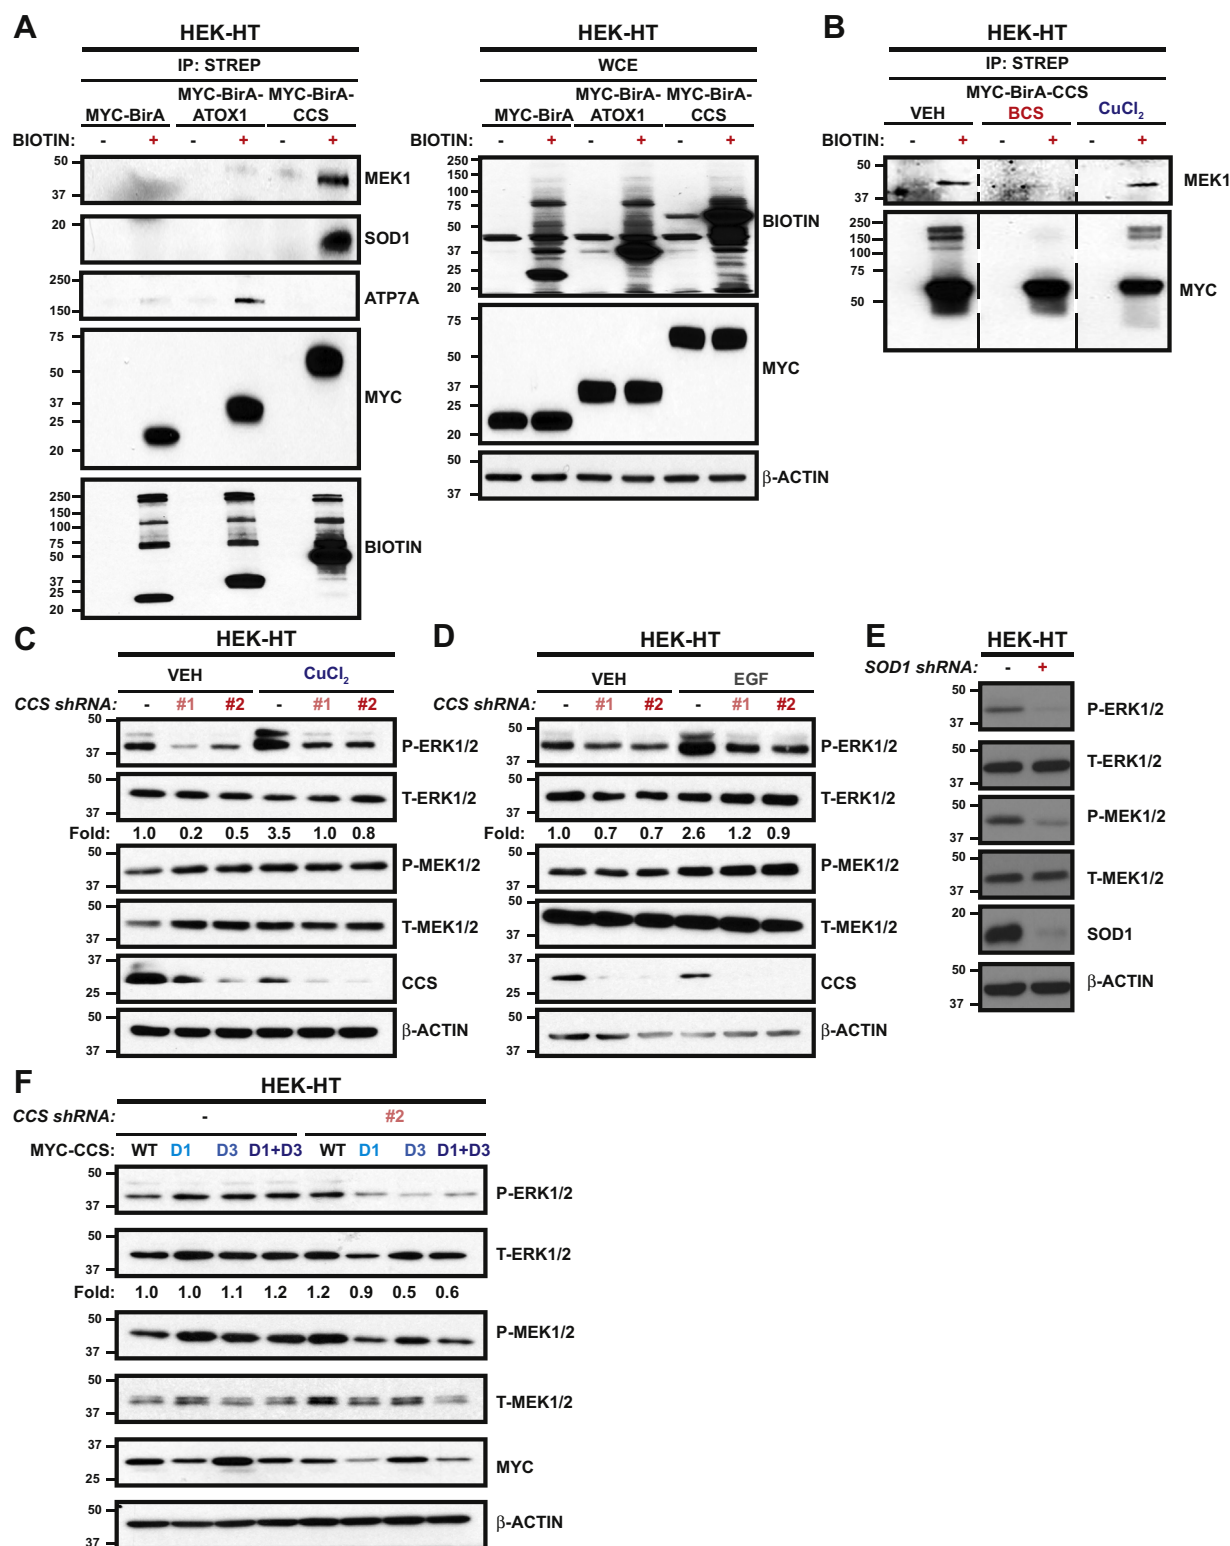 A
HEK-HT
IP: STREP
MYC-BirA
MYC-BirA-
ATOX1
MYC-BirA-
CCS
BIOTIN: - + - + - +
50
37
MEK1
20
SOD1
250
150
ATP7A
75
50
37
25
20
MYC
250
150
100
75
50
37
25
20
BIOTIN
HEK-HT
WCE
MYC-BirA
MYC-BirA-
ATOX1
MYC-BirA-
CCS
- + - + - +
250
150
100
75
50
37
25
20
BIOTIN
75
50
37
25
20
MYC
50
37
β-ACTIN
B
HEK-HT
IP: STREP
MYC-BirA-CCS
VEH BCS CuCl2
BIOTIN: - + - + - +
50
37
MEK1
250
150
100
75
50
MYC
C
HEK-HT
VEH CuCl2
CCS shRNA: - #1 #2 - #1 #2
50
37
P-ERK1/2
50
37
T-ERK1/2
Fold: 1.0 0.2 0.5 3.5 1.0 0.8
50
37
P-MEK1/2
50
37
T-MEK1/2
37
25
CCS
50
37
β-ACTIN
D
HEK-HT
VEH EGF
CCS shRNA: - #1 #2 - #1 #2
50
37
P-ERK1/2
50
37
T-ERK1/2
Fold: 1.0 0.7 0.7 2.6 1.2 0.9
50
37
P-MEK1/2
50
37
T-MEK1/2
37
25
CCS
50
37
β-ACTIN
E
HEK-HT
SOD1 shRNA: - +
50
37
P-ERK1/2
50
37
T-ERK1/2
50
37
P-MEK1/2
50
37
T-MEK1/2
20
SOD1
50
37
β-ACTIN
F
HEK-HT
CCS shRNA: - #2
MYC-CCS: WT D1 D3 D1+D3 WT D1 D3 D1+D3
50
37
P-ERK1/2
50
37
T-ERK1/2
Fold: 1.0 1.0 1.1 1.2 1.2 0.9 0.5 0.6
50
37
P-MEK1/2
50
37
T-MEK1/2
37
25
MYC
50
37
β-ACTIN